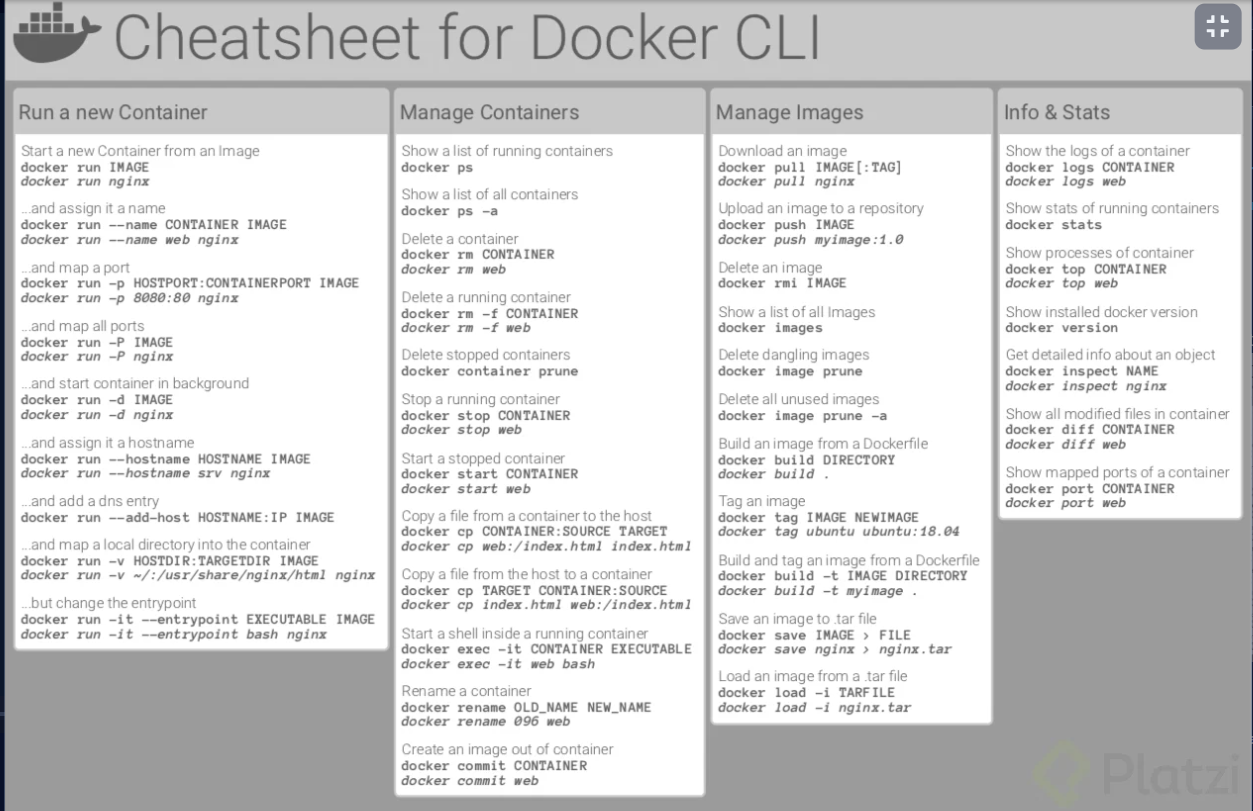 Cheatsheet for Docker CLI
Run a new Container
Start a new Container from an Image
docker run IMAGE
docker run nginx
...and assign it a name
docker run --name CONTAINER IMAGE
docker run --name web nginx
...and map a port
docker run -p HOSTPORT:CONTAINERPORT IMAGE
docker run -p 8080:80 nginx
...and map all ports
docker run -P IMAGE
docker run -P nginx
...and start container in background
docker run -d IMAGE
docker run -d nginx
...and assign it a hostname
docker run --hostname HOSTNAME IMAGE
docker run --hostname srv nginx
...and add a dns entry
docker run --add-host HOSTNAME:IP IMAGE
...and map a local directory into the container
docker run -v HOSTDIR:TARGETDIR IMAGE
docker run -v ~/:/usr/share/nginx/html nginx
...but change the entrypoint
docker run -it --entrypoint EXECUTABLE IMAGE
docker run -it --entrypoint bash nginx
Manage Containers
Show a list of running containers
docker ps
Show a list of all containers
docker ps -a
Delete a container
docker rm CONTAINER
docker rm web
Delete a running container
docker rm -f CONTAINER
docker rm -f web
Delete stopped containers
docker container prune
Stop a running container
docker stop CONTAINER
docker stop web
Start a stopped container
docker start CONTAINER
docker start web
Copy a file from a container to the host
docker cp CONTAINER:SOURCE TARGET
docker cp web:/index.html index.html
Copy a file from the host to a container
docker cp TARGET CONTAINER:SOURCE
docker cp index.html web:/index.html
Start a shell inside a running container
docker exec -it CONTAINER EXECUTABLE
docker exec -it web bash
Rename a container
docker rename OLD_NAME NEW_NAME
docker rename 096 web
Create an image out of container
docker commit CONTAINER
docker commit web
Manage Images
Download an image
docker pull IMAGE[:TAG]
docker pull nginx
Upload an image to a repository
docker push IMAGE
docker push myimage:1.0
Delete an image
docker rmi IMAGE
Show a list of all Images
docker images
Delete dangling images
docker image prune
Delete all unused images
docker image prune -a
Build an image from a Dockerfile
docker build DIRECTORY
docker build .
Tag an image
docker tag IMAGE NEWIMAGE
docker tag ubuntu ubuntu:18.04
Build and tag an image from a Dockerfile
docker build -t IMAGE DIRECTORY
docker build -t myimage .
Save an image to .tar file
docker save IMAGE > FILE
docker save nginx > nginx.tar
Load an image from a .tar file
docker load -i TARFILE
docker load -i nginx.tar
Info & Stats
Show the logs of a container
docker logs CONTAINER
docker logs web
Show stats of running containers
docker stats
Show processes of container
docker top CONTAINER
docker top web
Show installed docker version
docker version
Get detailed info about an object
docker inspect NAME
docker inspect nginx
Show all modified files in container
docker diff CONTAINER
docker diff web
Show mapped ports of a container
docker port CONTAINER
docker port web
Platzi